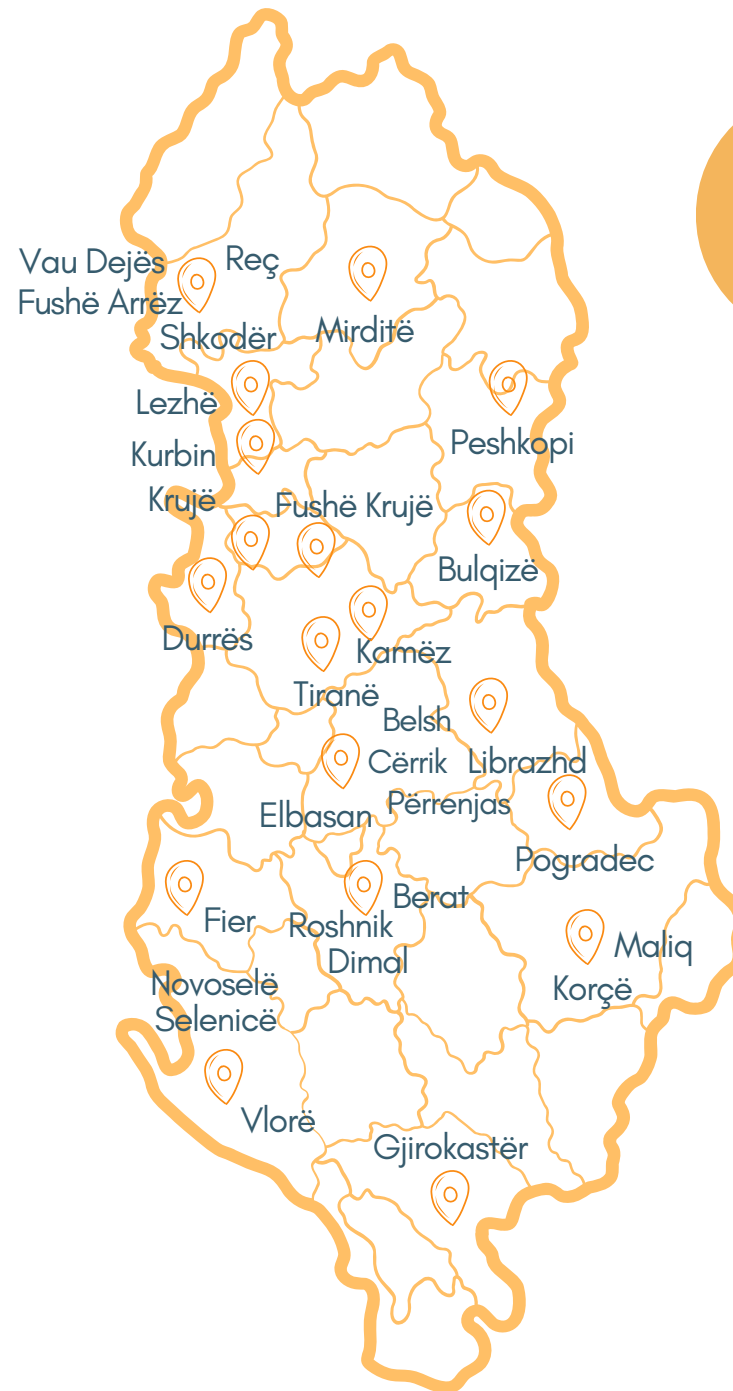 Vau Dejës
Reç
Fushë Arrëz
Shkodër
Mirditë
Lezhë
Peshkopi
Kurbin
Krujë
Fushë Krujë
Bulqizë
Durrës
Kamëz
Tiranë
Belsh
Cërrik
Librazhd
Përrenjas
Elbasan
Pogradec
Berat
Fier
Roshnik
Dimal
Maliq
Korçë
Novoselë
Selenicë
Vlorë
Gjirokastër